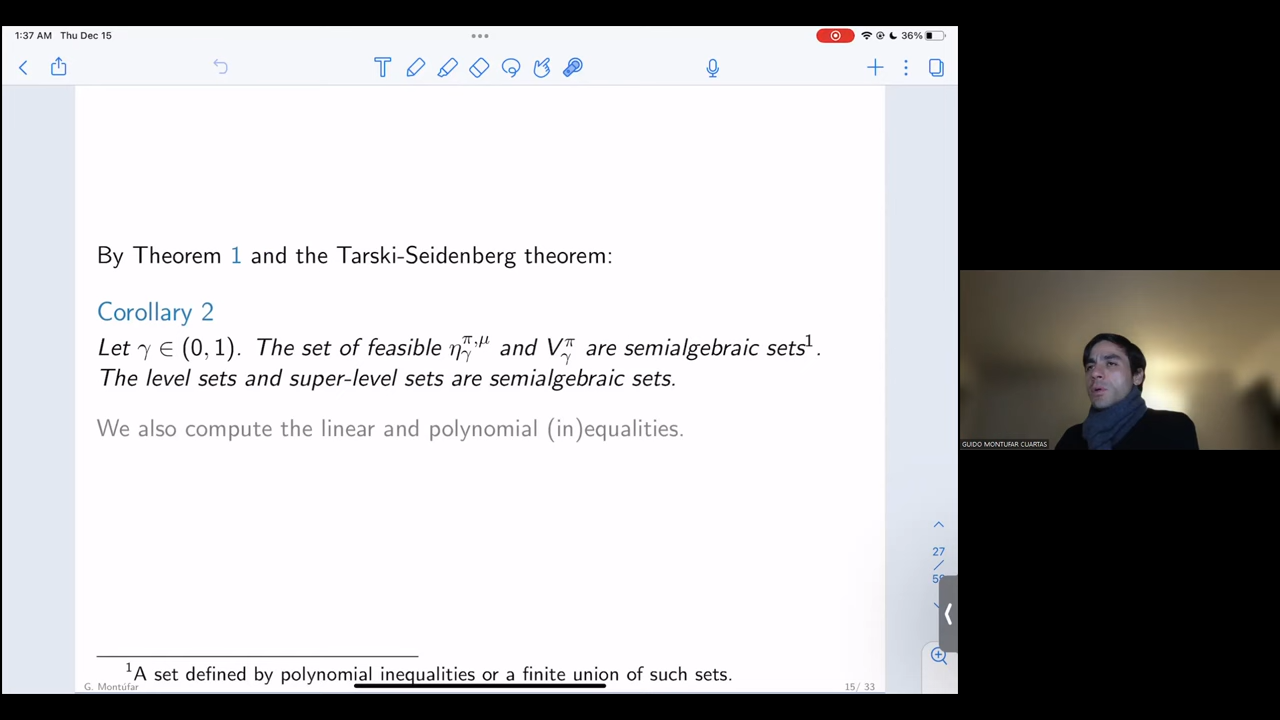 1:37 AM Thu Dec 15
36%
By Theorem 1 and the Tarski-Seidenberg theorem:
Corollary 2
Let γ ∈ (0, 1). The set of feasible η_γ^{π,μ} and V_γ^π are semialgebraic sets¹.
The level sets and super-level sets are semialgebraic sets.
We also compute the linear and polynomial (in)equalities.
GUIDO MONTUFAR CUARTAS
27
/
¹A set defined by polynomial inequalities or a finite union of such sets.
G. Montúfar
15/ 33